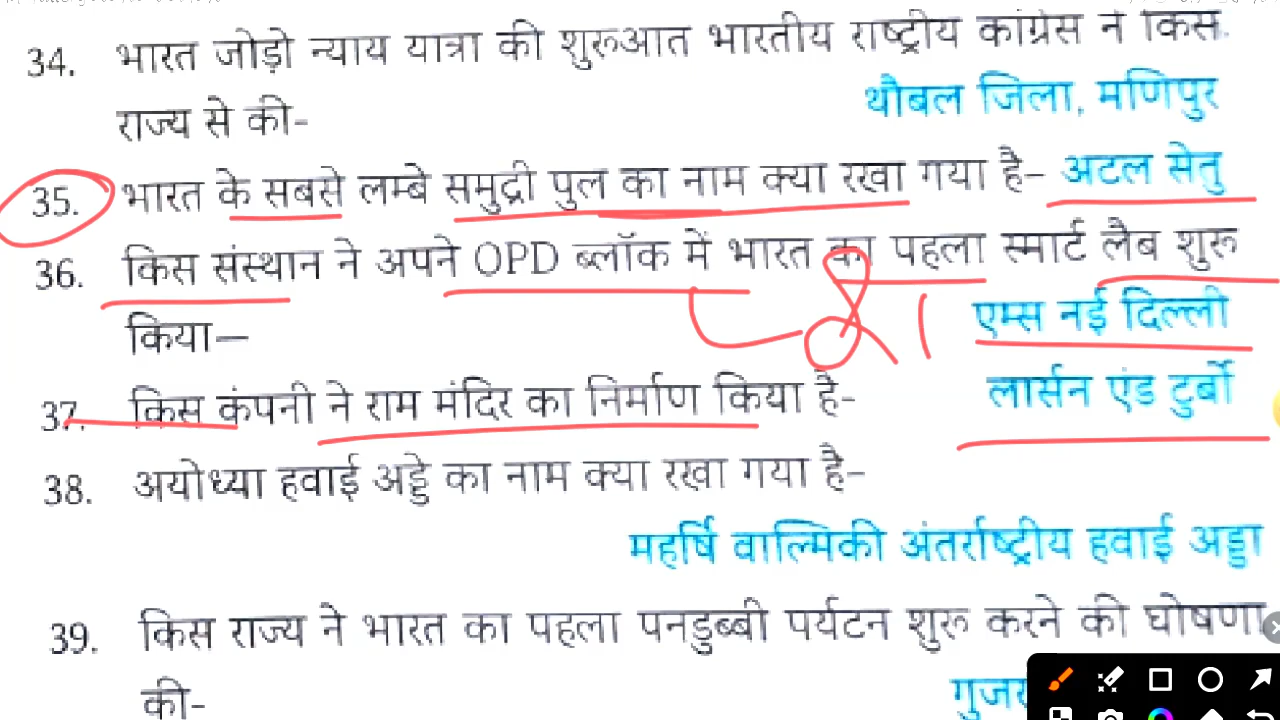 34. भारत जोड़ो न्याय यात्रा की शुरुआत भारतीय राष्ट्रीय कांग्रेस ने किस
राज्य से की- थौबल जिला, मणिपुर
35. भारत के सबसे लम्बे समुद्री पुल का नाम क्या रखा गया है- अटल सेतु
36. किस संस्थान ने अपने OPD ब्लॉक में भारत का पहला स्मार्ट लैब शुरू
किया— एम्स नई दिल्ली
37. किस कंपनी ने राम मंदिर का निर्माण किया है- लार्सन एंड टुर्बो
38. अयोध्या हवाई अड्डे का नाम क्या रखा गया है-
महर्षि वाल्मिकी अंतर्राष्ट्रीय हवाई अड्डा
39. किस राज्य ने भारत का पहला पनडुब्बी पर्यटन शुरू करने की घोषणा
की-